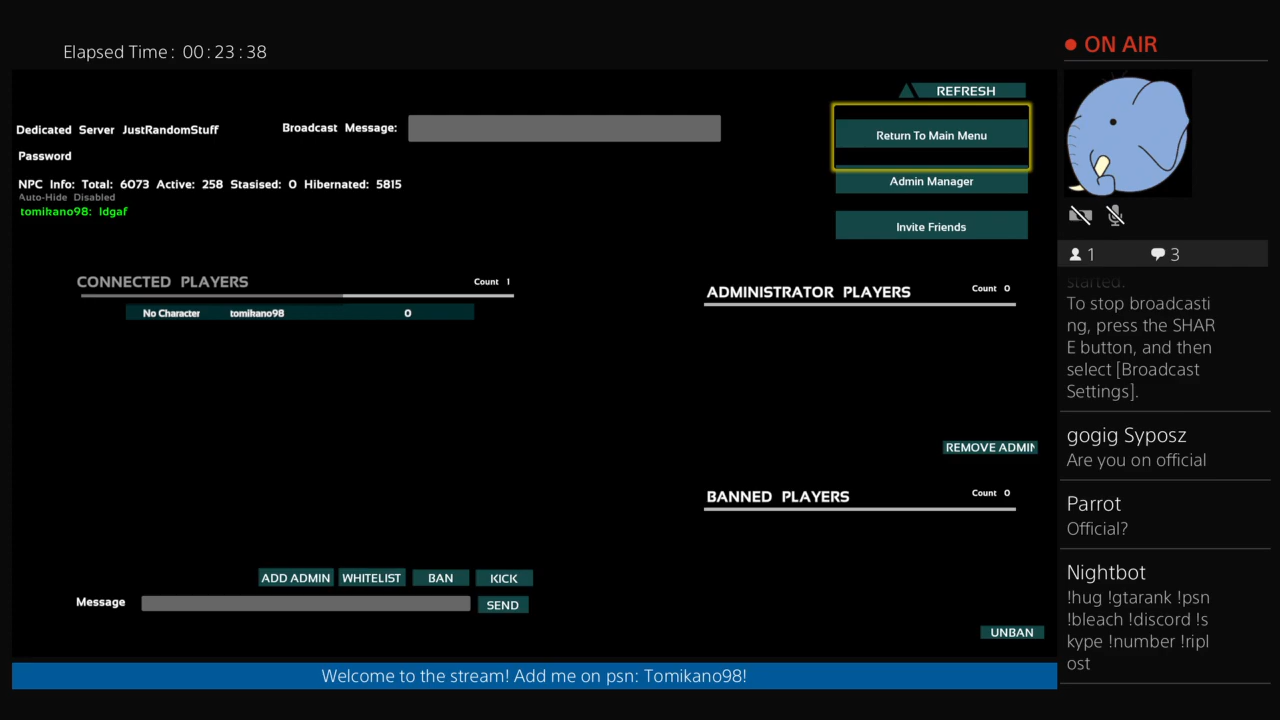 Elapsed Time: 00:23:38
ON AIR
REFRESH
Dedicated Server JustRandomStuff
Broadcast Message:
Return To Main Menu
Password
NPC Info: Total: 6073 Active: 258 Stasised: 0 Hibernated: 5815
Auto-Hide Disabled
tomikano98: Idgaf
Admin Manager
Invite Friends
1 3
CONNECTED PLAYERS Count 1
No Character tomikano98 0
ADMINISTRATOR PLAYERS Count 0
REMOVE ADMIN
BANNED PLAYERS Count 0
ADD ADMIN WHITELIST BAN KICK
Message SEND
UNBAN
Welcome to the stream! Add me on psn: Tomikano98!
started.
To stop broadcasti
ng, press the SHAR
E button, and then
select [Broadcast
Settings].
gogig Syposz
Are you on official
Parrot
Official?
Nightbot
!hug !gtarank !psn
!bleach !discord !s
kype !number !ripl
ost